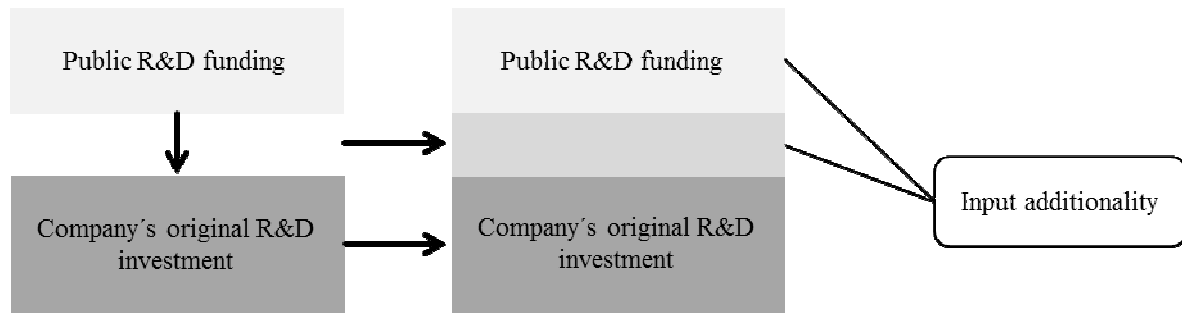 Public R&D funding
Public R&D funding
Input additionality
Company´s original R&D
investment
Company´s original R&D
investment